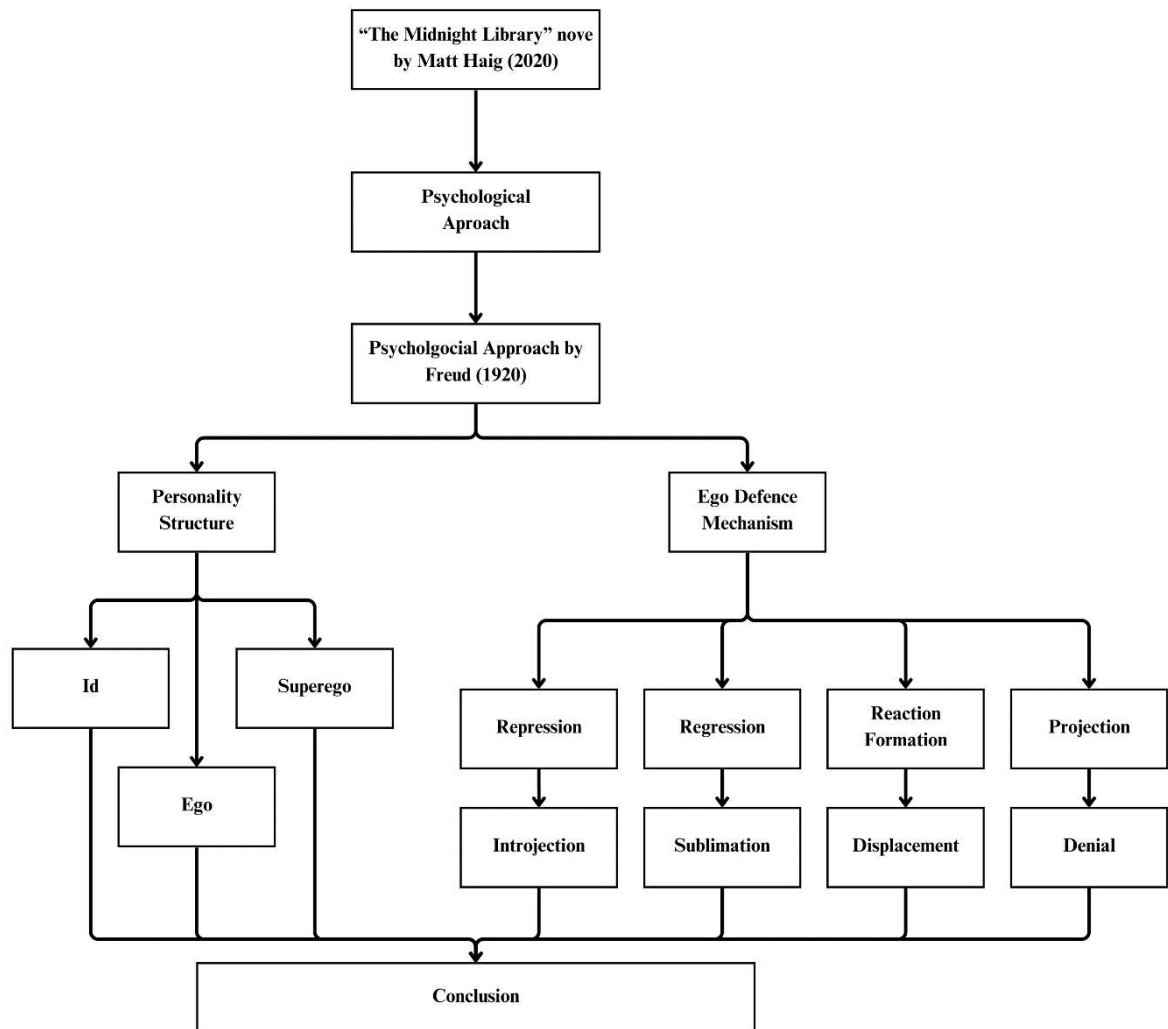 “The Midnight Library” nove
by Matt Haig (2020)
Psychological
Aproach
Psycholgocial Approach by
Freud (1920)
Personality
Structure
Ego Defence
Mechanism
Id
Superego
Ego
Repression
Regression
Reaction
Formation
Projection
Introjection
Sublimation
Displacement
Denial
Conclusion